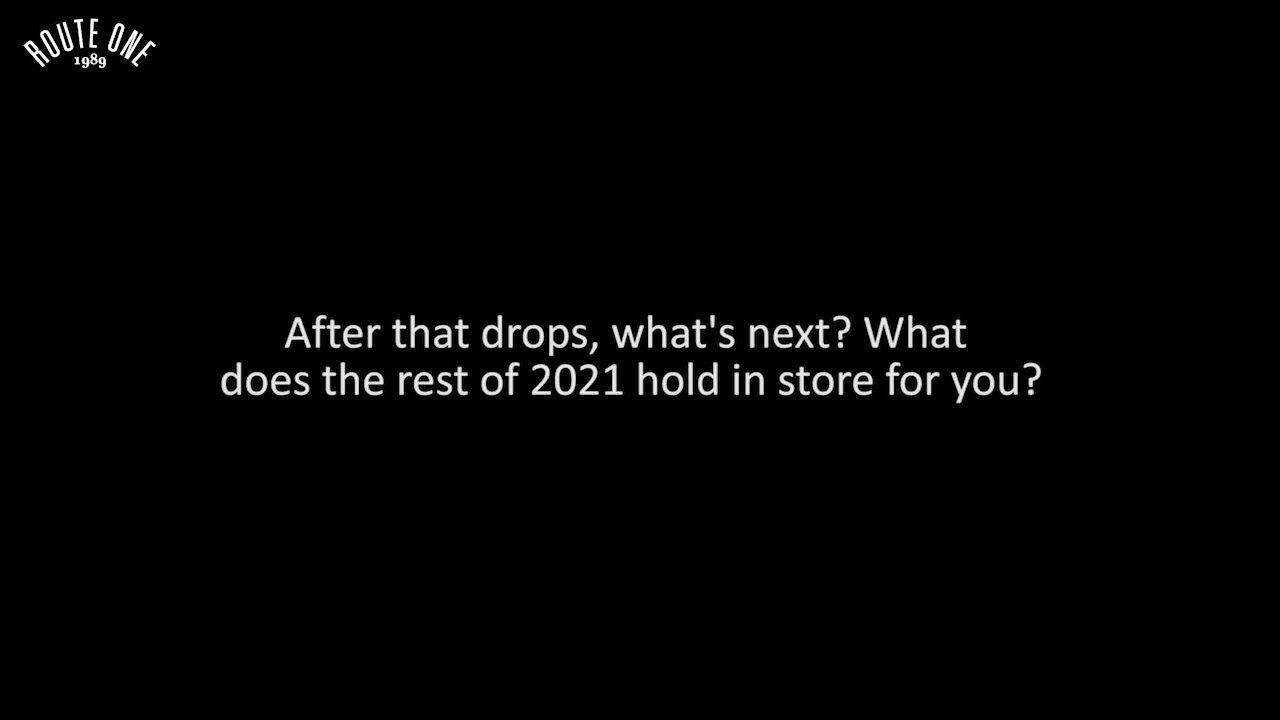 ROUTE ONE
1989
After that drops, what's next? What
does the rest of 2021 hold in store for you?